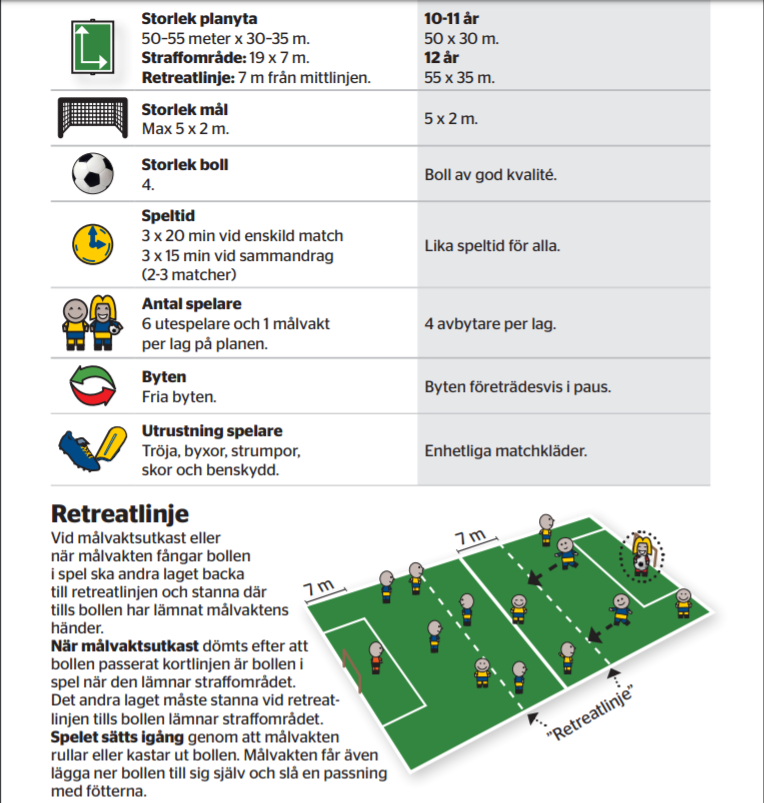 Storlek planyta
50–55 meter x 30–35 m.
Straffområde: 19 x 7 m.
Retreatlinje: 7 m från mittlinjen.
10-11 år
50 x 30 m.
12 år
55 x 35 m.
Storlek mål
Max 5 x 2 m.
5 x 2 m.
Storlek boll
4.
Boll av god kvalité.
Speltid
3 x 20 min vid enskild match
3 x 15 min vid sammandrag
(2-3 matcher)
Lika speltid för alla.
Antal spelare
6 utespelare och 1 målvakt
per lag på planen.
4 avbytare per lag.
Byten
Fria byten.
Byten företrädesvis i paus.
Utrustning spelare
Tröja, byxor, strumpor,
skor och benskydd.
Enhetliga matchkläder.
Retreatlinje
Vid målvaktsutkast eller
när målvakten fångar bollen
i spel ska andra laget backa
till retreatlinjen och stanna där
tills bollen har lämnat målvaktens
händer.
När målvaktsutkast dömts efter att
bollen passerat kortlinjen är bollen i
spel när den lämnar straffområdet.
Det andra laget måste stanna vid retreat-
linjen tills bollen lämnar straffområdet.
Spelet sätts igång genom att målvakten
rullar eller kastar ut bollen. Målvakten får även
lägga ner bollen till sig själv och slå en passning
med fötterna.
7 m
7 m
"Retreatlinje"